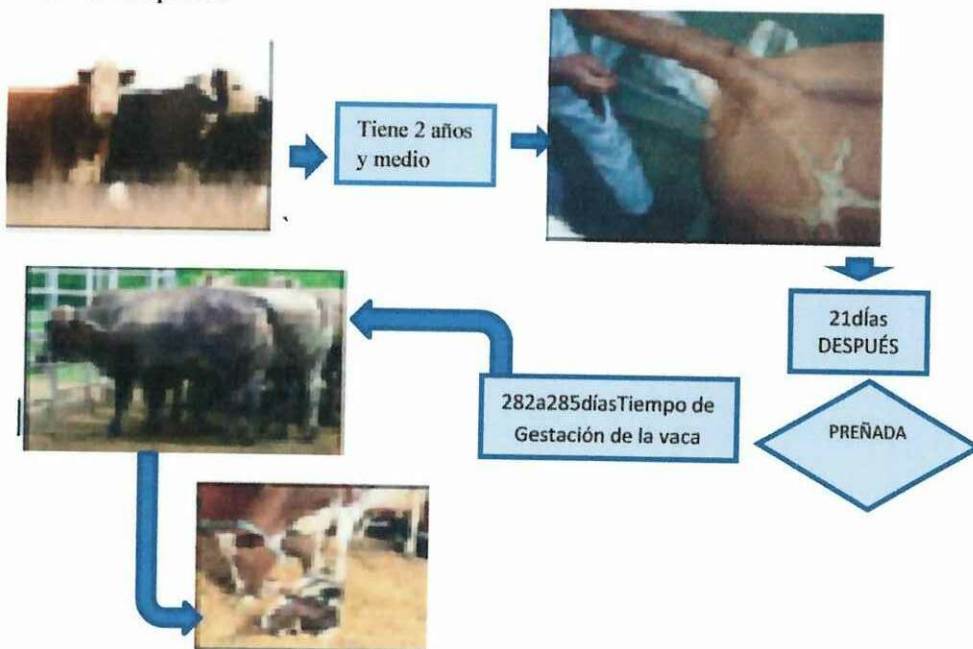 Tiene 2 años
y medio
21días
DESPUÉS
PREÑADA
282a285díasTiempo de
Gestación de la vaca